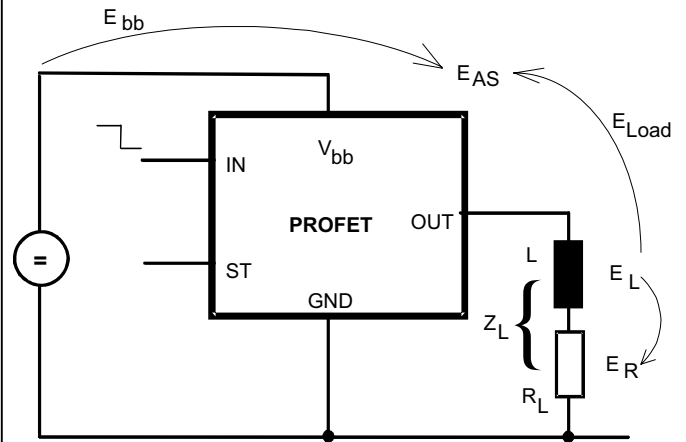 E bb
E AS
E Load
V bb
IN
PROFET
OUT
=
ST
L
E L
GND
Z L
{
R L
E R